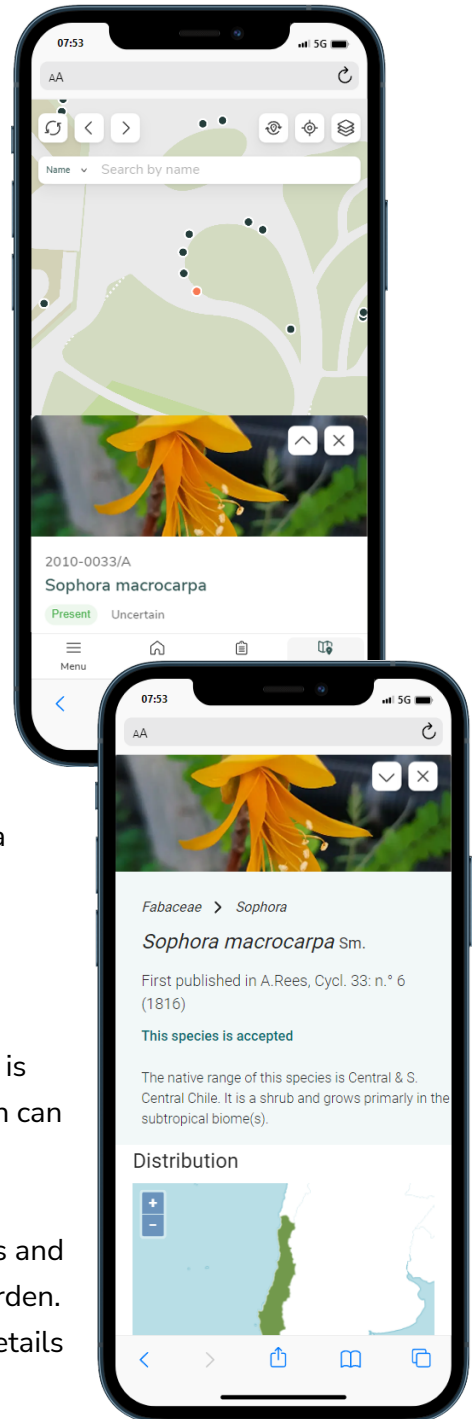 07:53
5G
AA
Name
Search by name
2010-0033/A
Sophora macrocarpa
Present Uncertain
Menu
07:53
5G
AA
Fabaceae > Sophora
Sophora macrocarpa Sm.
First published in A.Rees, Cycl. 33: n.° 6
(1816)
This species is accepted
The native range of this species is Central & S.
Central Chile. It is a shrub and grows primarily in the
subtropical biome(s).
Distribution
+
−
a
is
n can
s and
rden.
etails